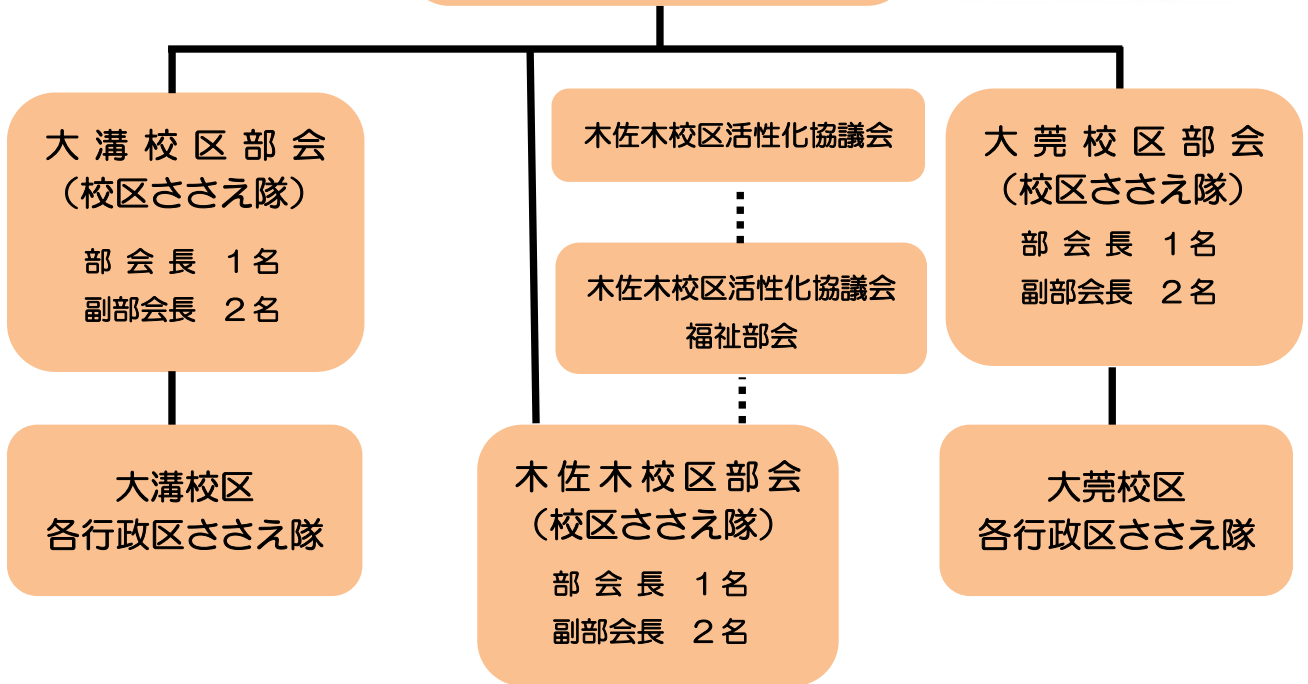 大溝校区部会
（校区ささえ隊）
部会長　１名
副部会長　２名
大溝校区
各行政区ささえ隊
木佐木校区活性化協議会
木佐木校区活性化協議会
福祉部会
木佐木校区部会
（校区ささえ隊）
部会長　１名
副部会長　２名
大莞校区部会
（校区ささえ隊）
部会長　１名
副部会長　２名
大莞校区
各行政区ささえ隊